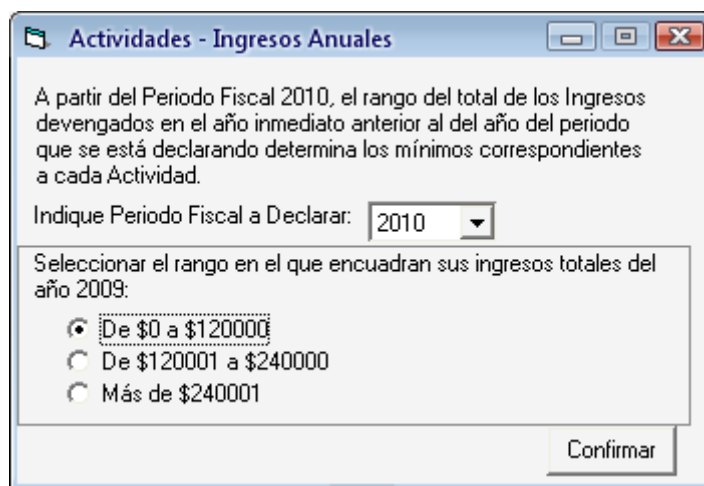 Actividades - Ingresos Anuales
A partir del Periodo Fiscal 2010, el rango del total de los Ingresos
devengados en el año inmediato anterior al del año del periodo
que se está declarando determina los mínimos correspondientes
a cada Actividad.
Indique Periodo Fiscal a Declarar: 2010
Seleccionar el rango en el que encuadran sus ingresos totales del
año 2009:
De $0 a $120000
De $120001 a $240000
Más de $240001
Confirmar